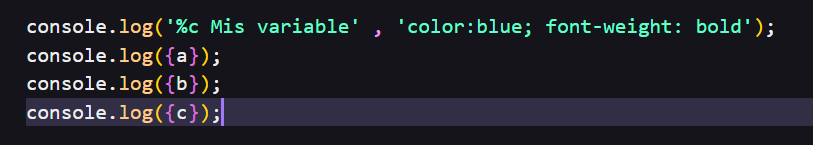 console.log('%c Mis variable' , 'color:blue; font-weight: bold');
console.log({a});
console.log({b});
console.log({c});